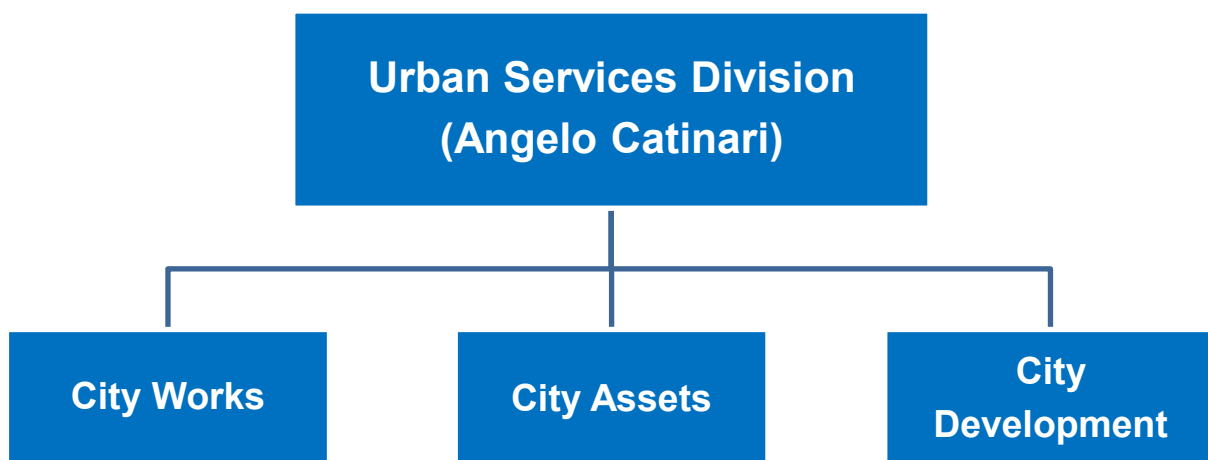 Urban Services Division
(Angelo Catinari)
City Works
City Assets
City
Development